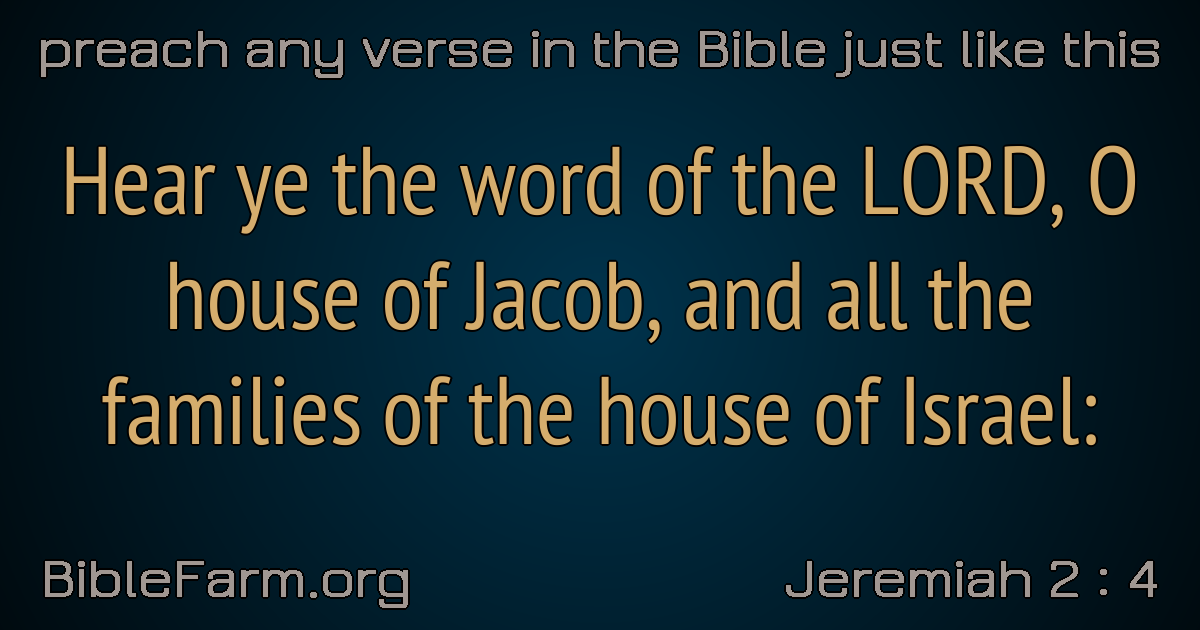 preach any verse in the Bible just like this
Hear ye the word of the LORD, O
house of Jacob, and all the
families of the house of Israel:
BibleFarm.org
Jeremiah 2 : 4